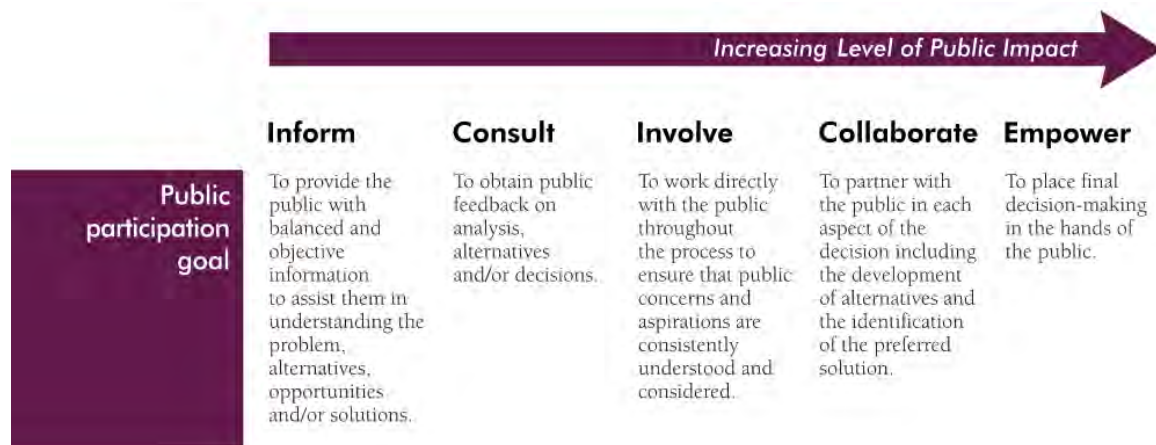 Increasing Level of Public Impact
Public
participation
goal
Inform
To provide the
public with
balanced and
objective
information
to assist them in
understanding the
problem,
alternatives,
opportunities
and/or solutions.
Consult
To obtain public
feedback on
analysis,
alternatives
and/or decisions.
Involve
To work directly
with the public
throughout
the process to
ensure that public
concerns and
aspirations are
consistently
understood and
considered.
Collaborate
To partner with
the public in each
aspect of the
decision including
the development
of alternatives and
the identification
of the preferred
solution.
Empower
To place final
decision-making
in the hands of
the public.